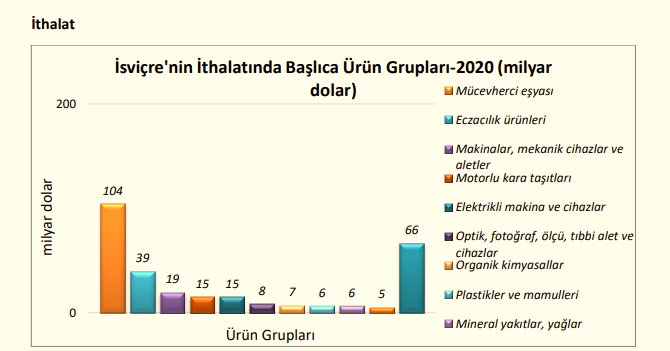 İthalat
İsviçre'nin İthalatında Başlıca Ürün Grupları-2020 (milyar
dolar)
200
0
milyar dolar
104
39
19
15
15
8
7
6
6
5
66
Ürün Grupları
Mücevherci eşyası
Eczacılık ürünleri
Makinalar, mekanik cihazlar ve
aletler
Motorlu kara taşıtları
Elektrikli makina ve cihazlar
Optik, fotoğraf, ölçü, tıbbi alet ve
cihazlar
Organik kimyasallar
Plastikler ve mamulleri
Mineral yakıtlar, yağlar